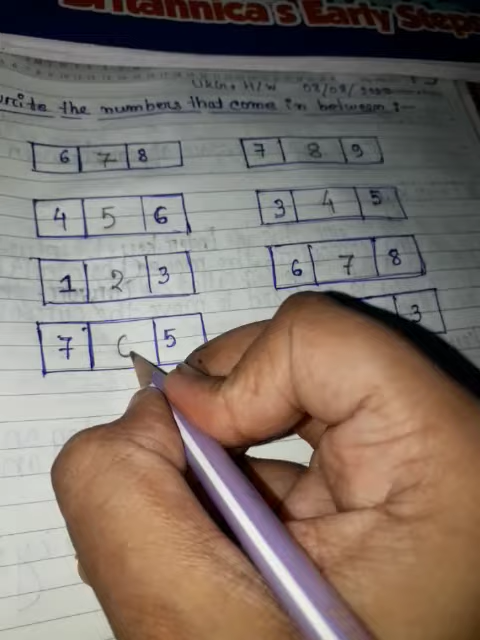 Britannica's Early Steps
Write the numbers that come in between :-
6 7 8
7 8 9
4 5 6
3 4 5
1 2 3
6 7 8
7 5
3